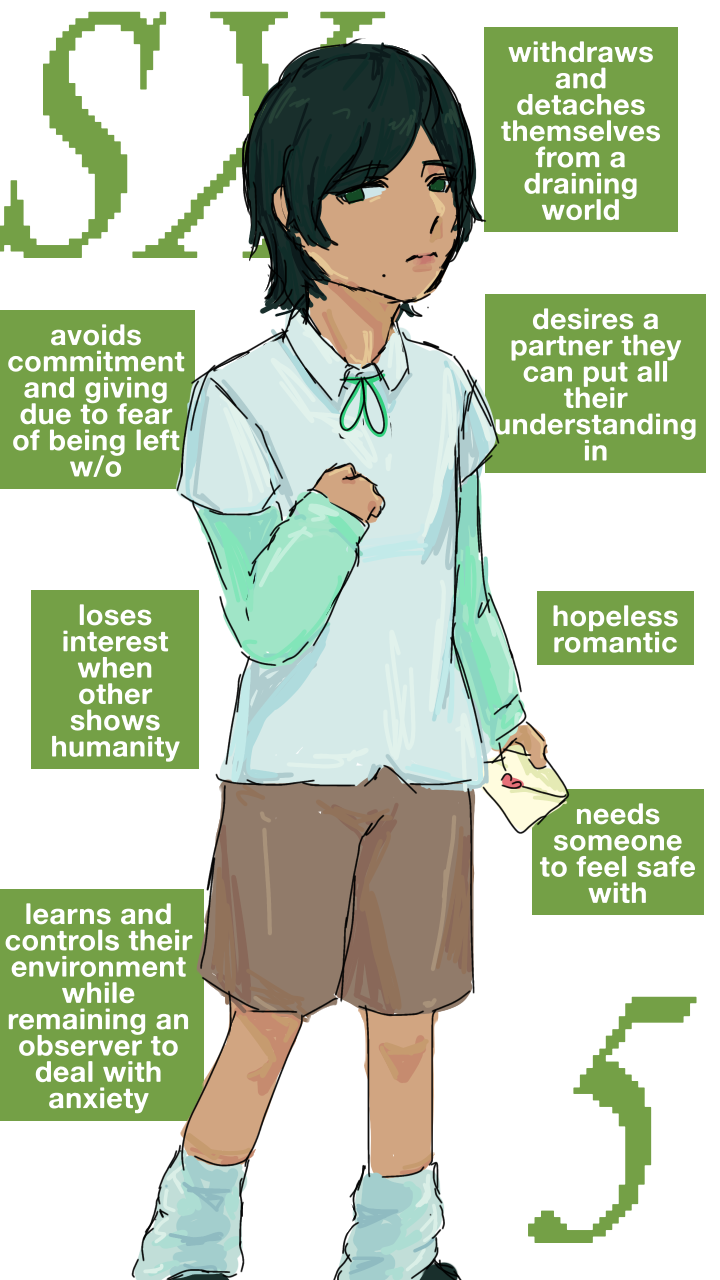 SX
withdraws
and
detaches
themselves
from a
draining
world
avoids
commitment
and giving
due to fear
of being left
w/o
desires a
partner they
can put all
their
understanding
in
loses
interest
when
other
shows
humanity
hopeless
romantic
needs
someone
to feel safe
with
learns and
controls their
environment
while
remaining an
observer to
deal with
anxiety
5